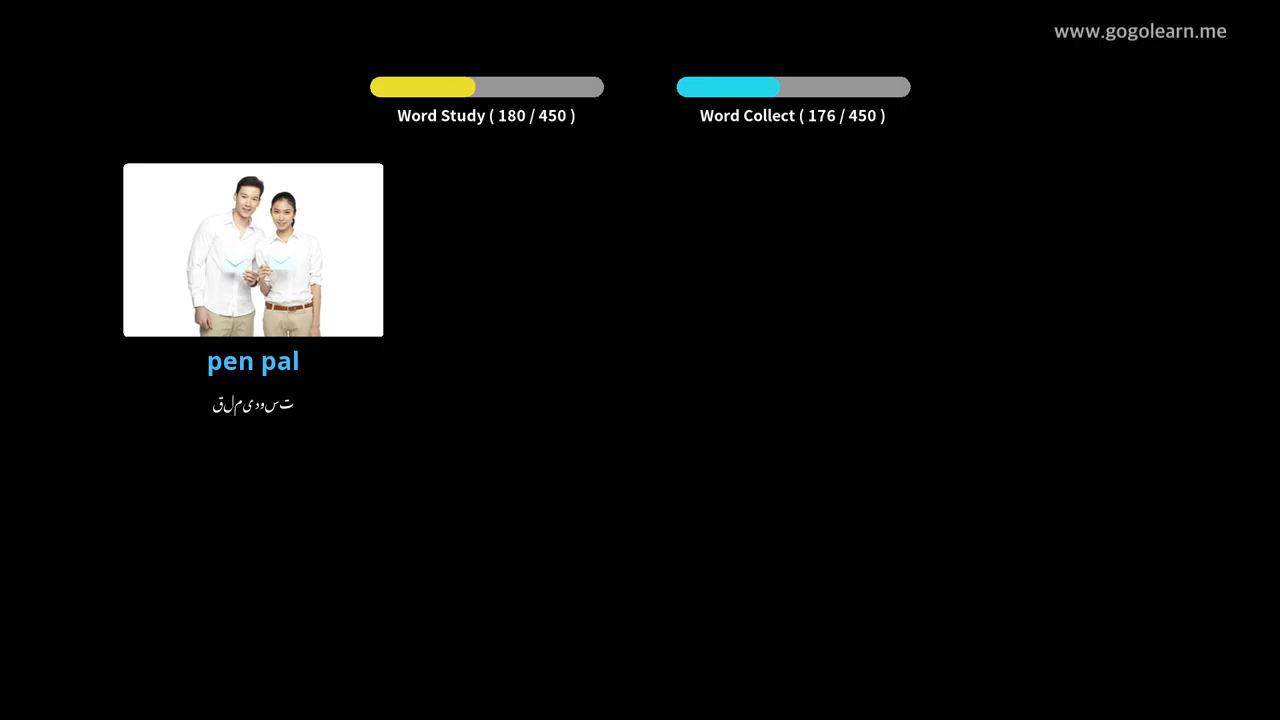 www.gogolearn.me
Word Study ( 180 / 450 )
Word Collect ( 176 / 450 )
pen pal
قلمی دوست